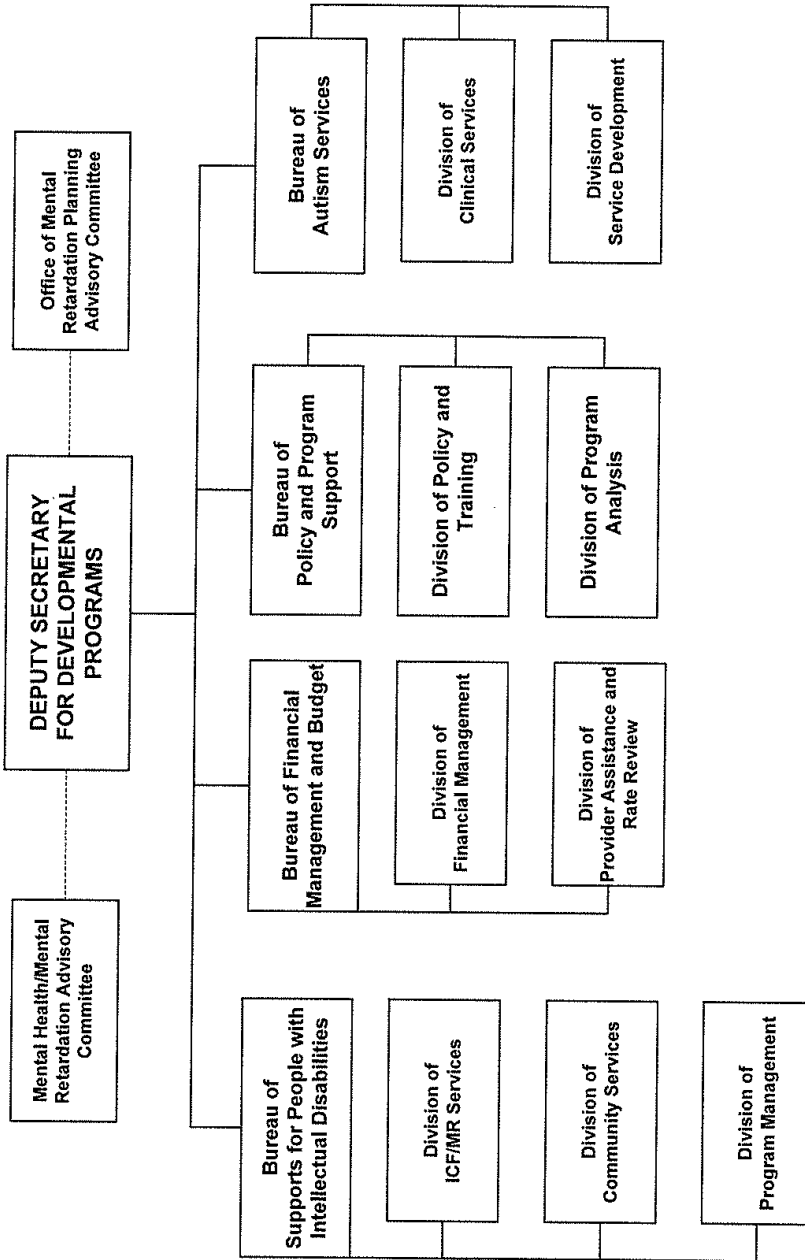 DEPUTY SECRETARY
FOR DEVELOPMENTAL
PROGRAMS
Mental Health/Mental
Retardation Advisory
Committee
Office of Mental
Retardation Planning
Advisory Committee
Bureau of
Supports for People with
Intellectual Disabilities
Division of
ICF/MR Services
Division of
Community Services
Division of
Program Management
Bureau of Financial
Management and Budget
Division of
Financial Management
Division of
Provider Assistance and
Rate Review
Bureau of
Policy and Program
Support
Division of Policy and
Training
Division of Program
Analysis
Bureau of
Autism Services
Division of
Clinical Services
Division of
Service Development